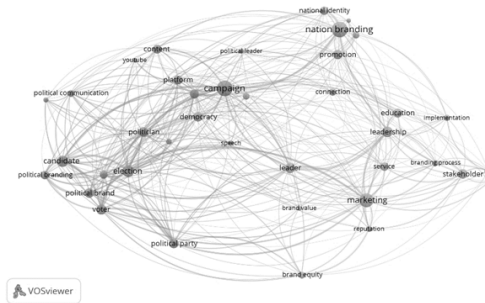 national identity
nation branding
content
political leader
promotion
youtube
platform
campaign
connection
political communication
education
implementation
democracy
politician
leadership
speech
candidate
branding process
election
leader
service
political branding
stakeholder
political brand
marketing
voter
brand value
reputation
political party
brand equity
VOSviewer